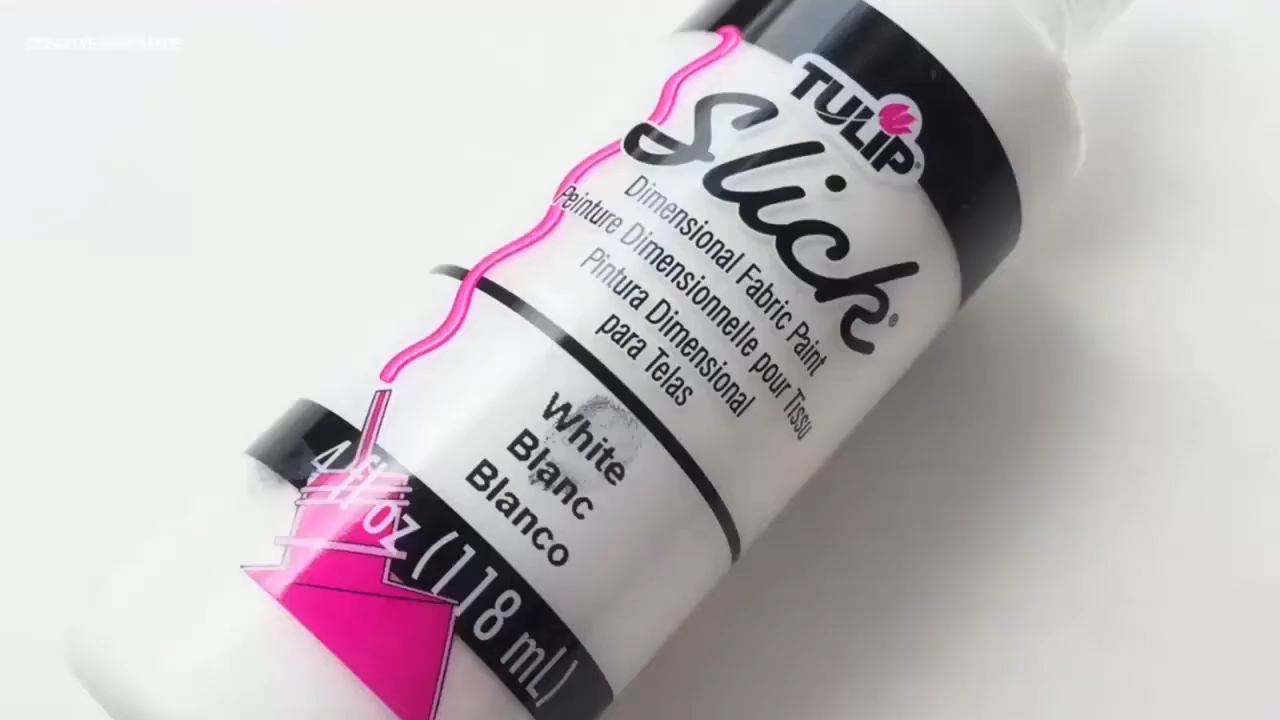 TULIP
Slick®
Dimensional Fabric Paint
Peinture Dimensionnelle pour Tissu
Pintura Dimensional
para Telas
White
Blanc
Blanco
4 fl oz (118 mL)